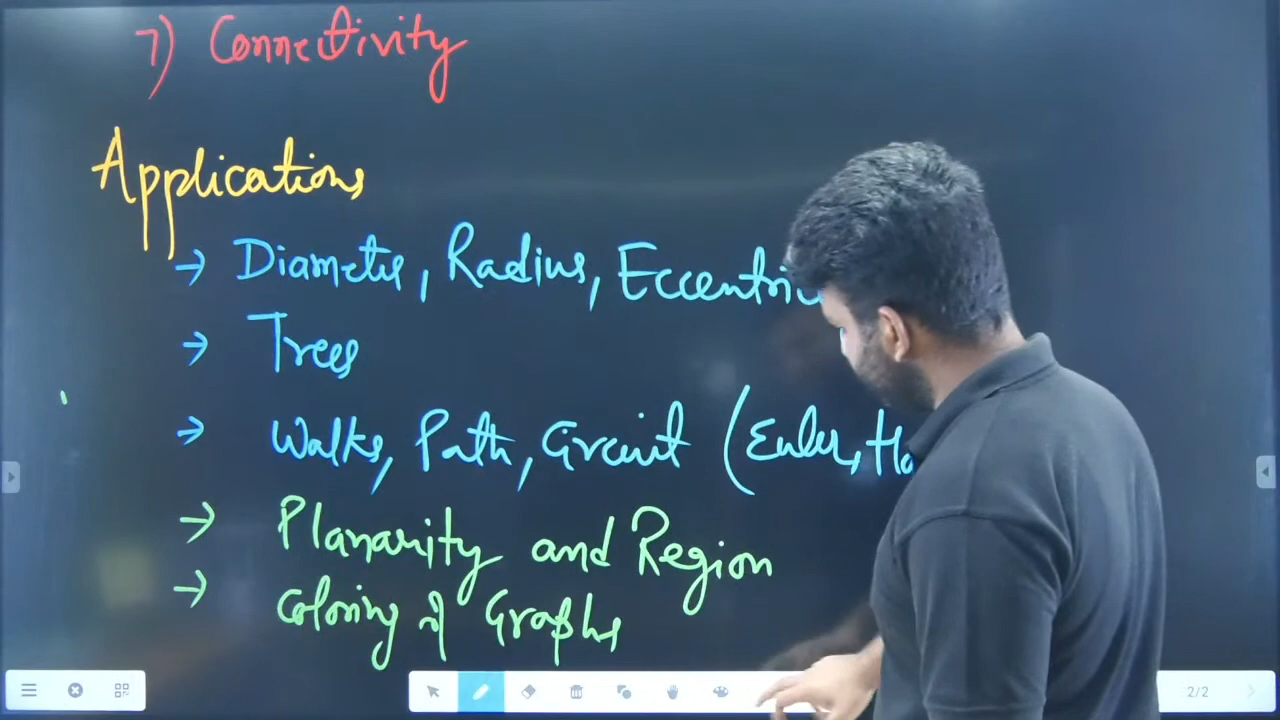 7) Connectivity
Applications
→ Diameter, Radius, Eccentric
→ Trees
→ Walks, Path, Circuit (Euler, Ha
→ Planarity and Region
→ Coloring of Graphs
2/2